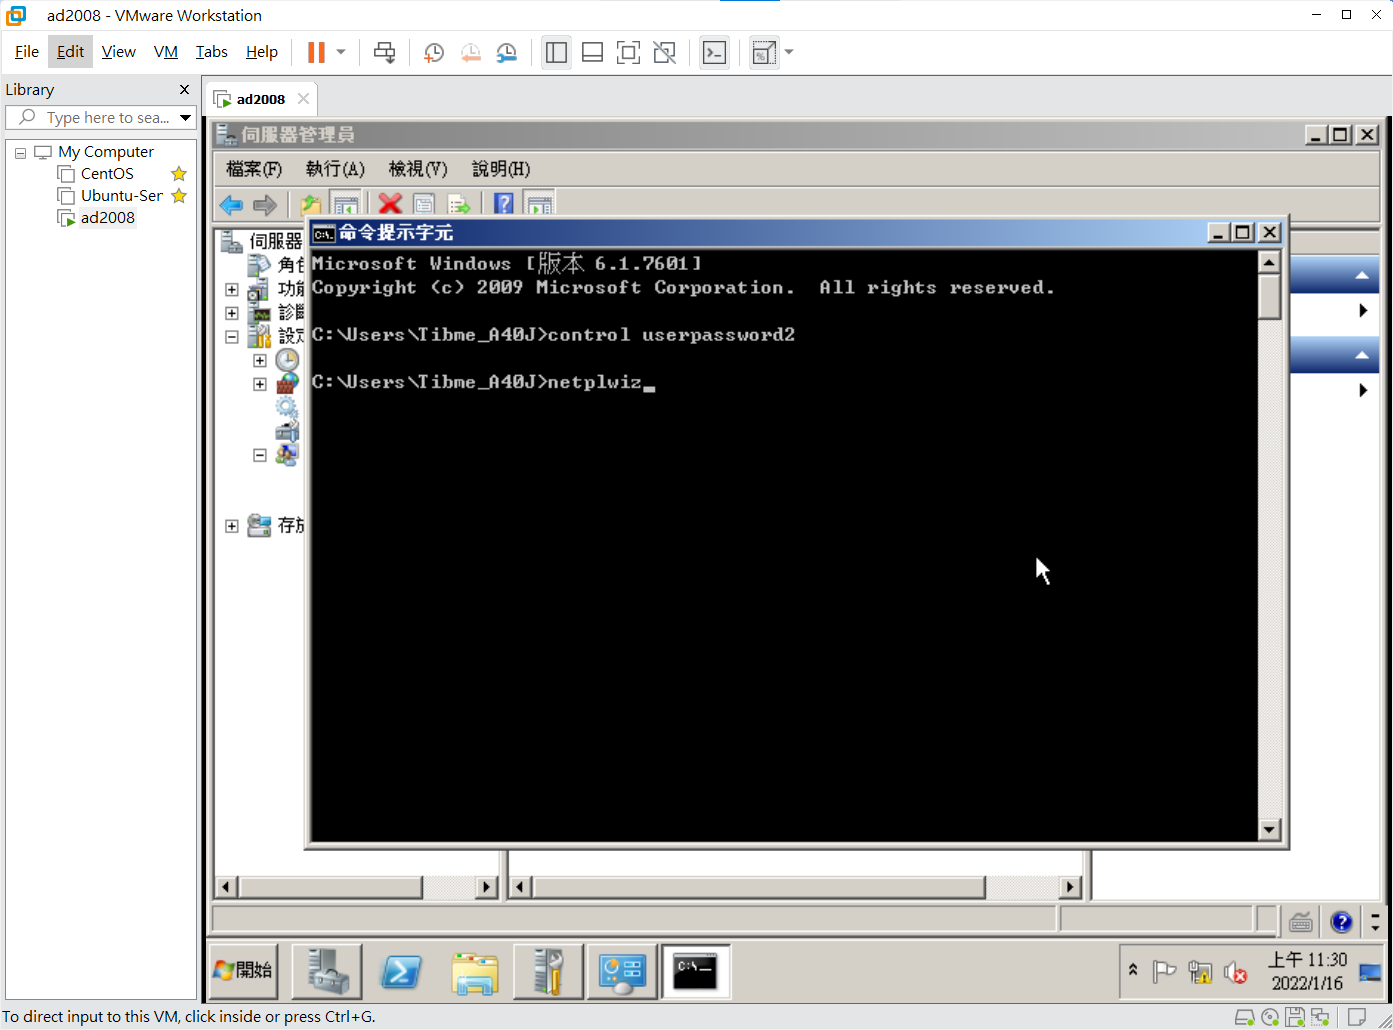 ad2008 - VMware Workstation
File Edit View VM Tabs Help
Library
ad2008
Type here to sea...
My Computer
CentOS
Ubuntu-Ser
ad2008
伺服器管理員
檔案(F) 執行(A) 檢視(V) 說明(H)
伺服器
角色
功能
診斷
設定
存放
命令提示字元
Microsoft Windows [版本 6.1.7601]
Copyright (c) 2009 Microsoft Corporation.  All rights reserved.
C:\Users\Tibme_A40J>control userpassword2
C:\Users\Tibme_A40J>netplwiz_
開始
上午 11:30
2022/1/16
To direct input to this VM, click inside or press Ctrl+G.